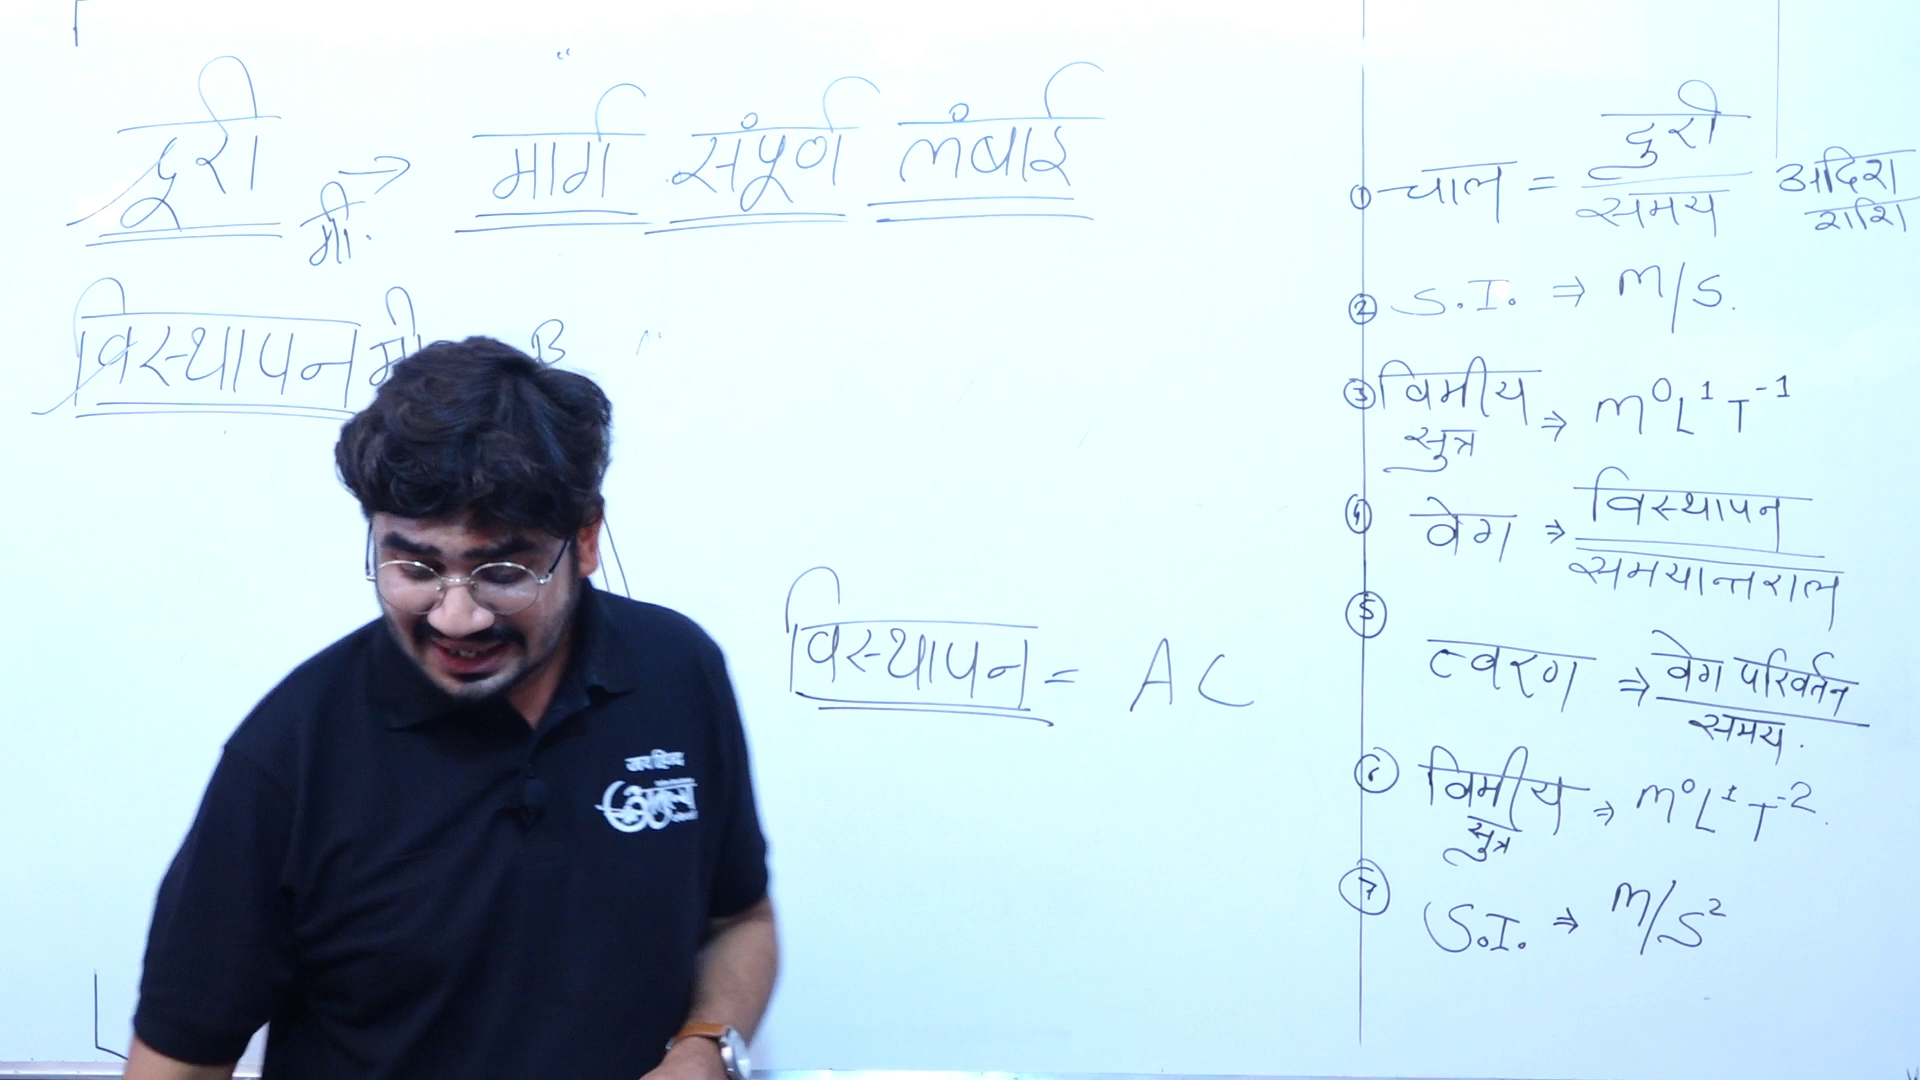 दूरी → मार्ग संपूर्ण लंबाई
मी.
विस्थापन मी
B
विस्थापन = AC
① चाल = दुरी / समय अदिश राशि
② S.I. ⇒ m/s.
③ विमीय सुत्र ⇒ M⁰L¹T⁻¹
④ वेग ⇒ विस्थापन / समयान्तराल
⑤ त्वरण ⇒ वेग परिवर्तन / समय.
⑥ विमीय सुत्र ⇒ M⁰L¹T⁻².
⑦ S.I. ⇒ m/s²
जय हिन्द